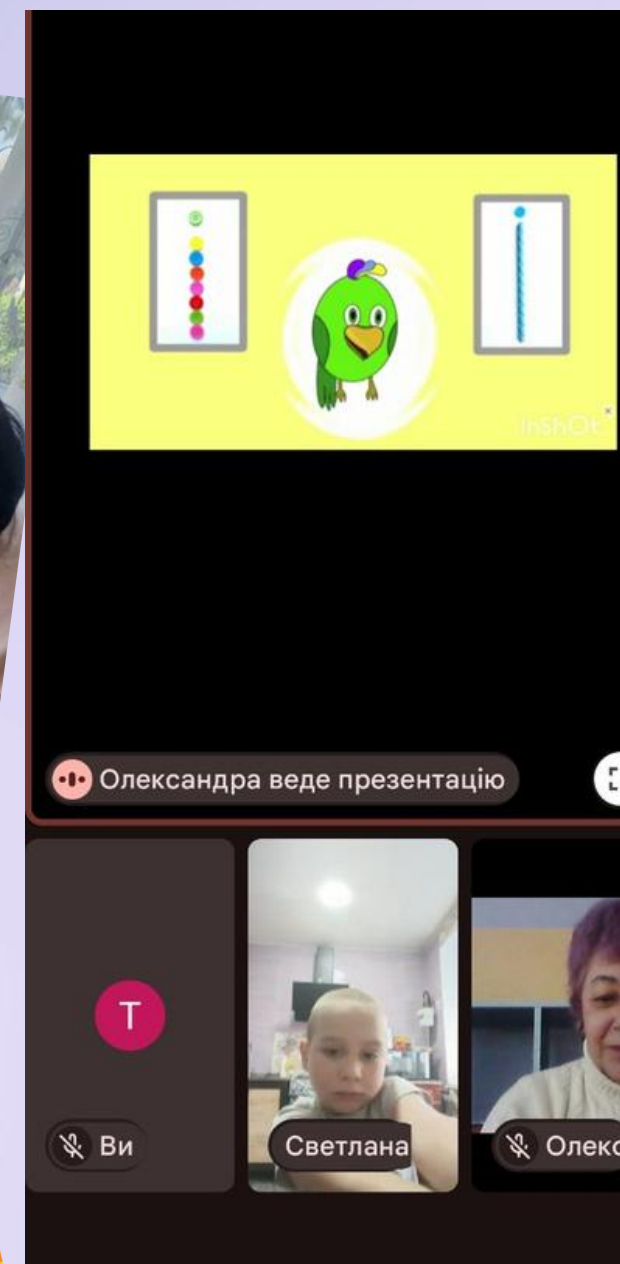 InShOt
Олександра веде презентацію
Т
Ви
Светлана
Олекс